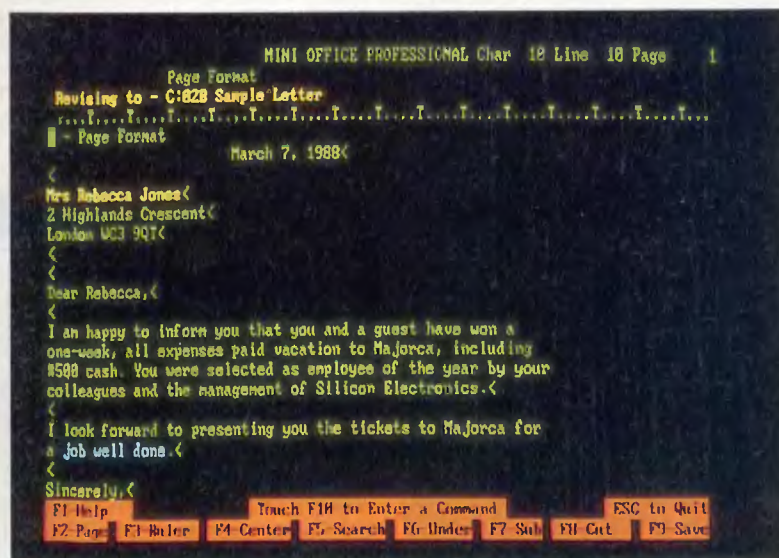 MINI OFFICE PROFESSIONAL Char 10 Line 10 Page 1
Page Format
Revising to - C:020 Sample Letter
....T....T....T....T....T....T....T....T....T....T....T....T....T...
- Page Format
March 7, 1988<
<
Mrs Rebecca Jones<
2 Highlands Crescent<
London WC3 9QT<
<
<
Dear Rebecca,<
<
I am happy to inform you that you and a guest have won a
one-week, all expenses paid vacation to Majorca, including
#500 cash. You were selected as employee of the year by your
colleagues and the management of Silicon Electronics.<
<
I look forward to presenting you the tickets to Majorca for
a job well done.<
<
Sincerely,<
F1 Help Touch F10 to Enter a Command ESC to Quit
F2 Page F3 Ruler F4 Center F5 Search F6 Under F7 Sub F8 Cut F9 Save